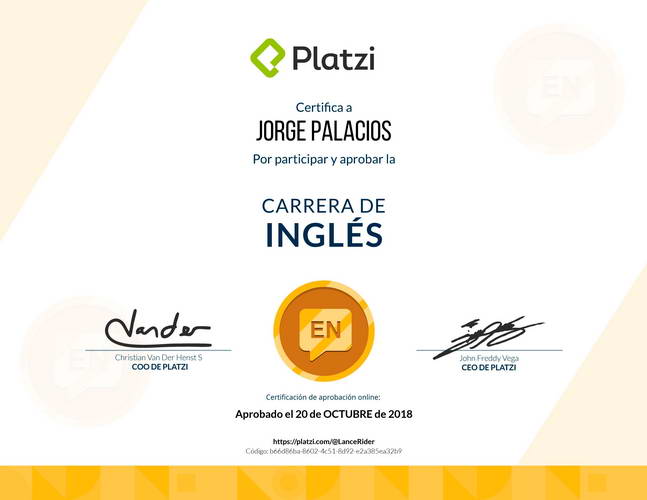 Platzi
Certifica a
JORGE PALACIOS
Por participar y aprobar la
CARRERA DE
INGLÉS
EN
EN
EN
Vander
Christian Van Der Henst S
COO DE PLATZI
John Freddy Vega
CEO DE PLATZI
Certificación de aprobación online:
Aprobado el 20 de OCTUBRE de 2018
https://platzi.com/@LanceRider
Código: b66d86ba-8602-4c51-8d92-e2a385ea32b9